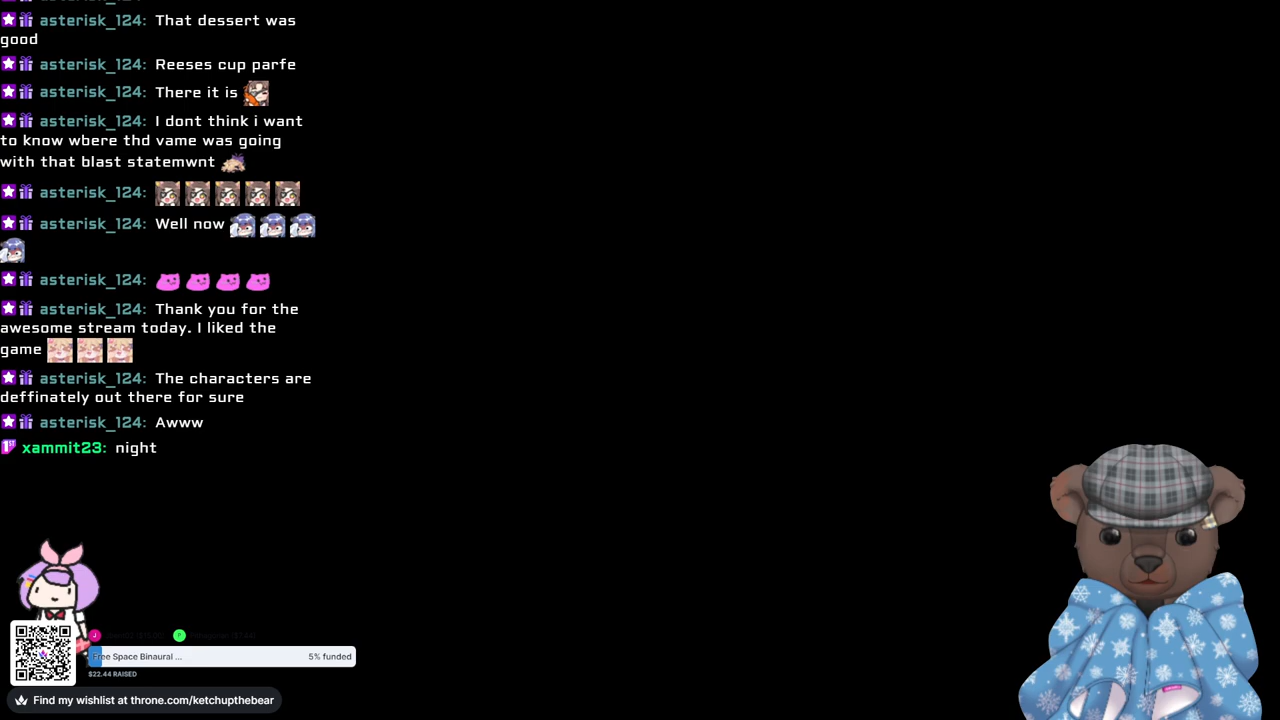 asterisk_124: That dessert was
good
asterisk_124: Reeses cup parfe
asterisk_124: There it is
asterisk_124: I dont think i want
to know wbere thd vame was going
with that blast statemwnt
asterisk_124:
asterisk_124: Well now
asterisk_124:
asterisk_124: Thank you for the
awesome stream today. I liked the
game
asterisk_124: The characters are
deffinately out there for sure
asterisk_124: Awww
xammit23: night
Free Space Binaural ... 5% funded
$22.44 RAISED
Find my wishlist at throne.com/ketchupthebear